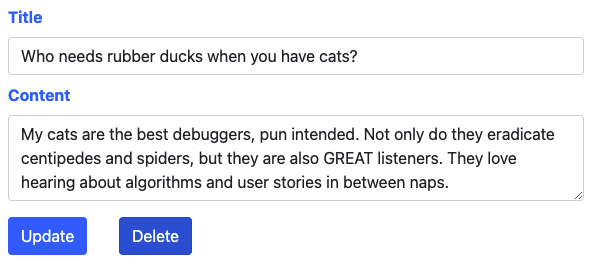 Title
Who needs rubber ducks when you have cats?
Content
My cats are the best debuggers, pun intended. Not only do they eradicate
centipedes and spiders, but they are also GREAT listeners. They love
hearing about algorithms and user stories in between naps.
Update Delete